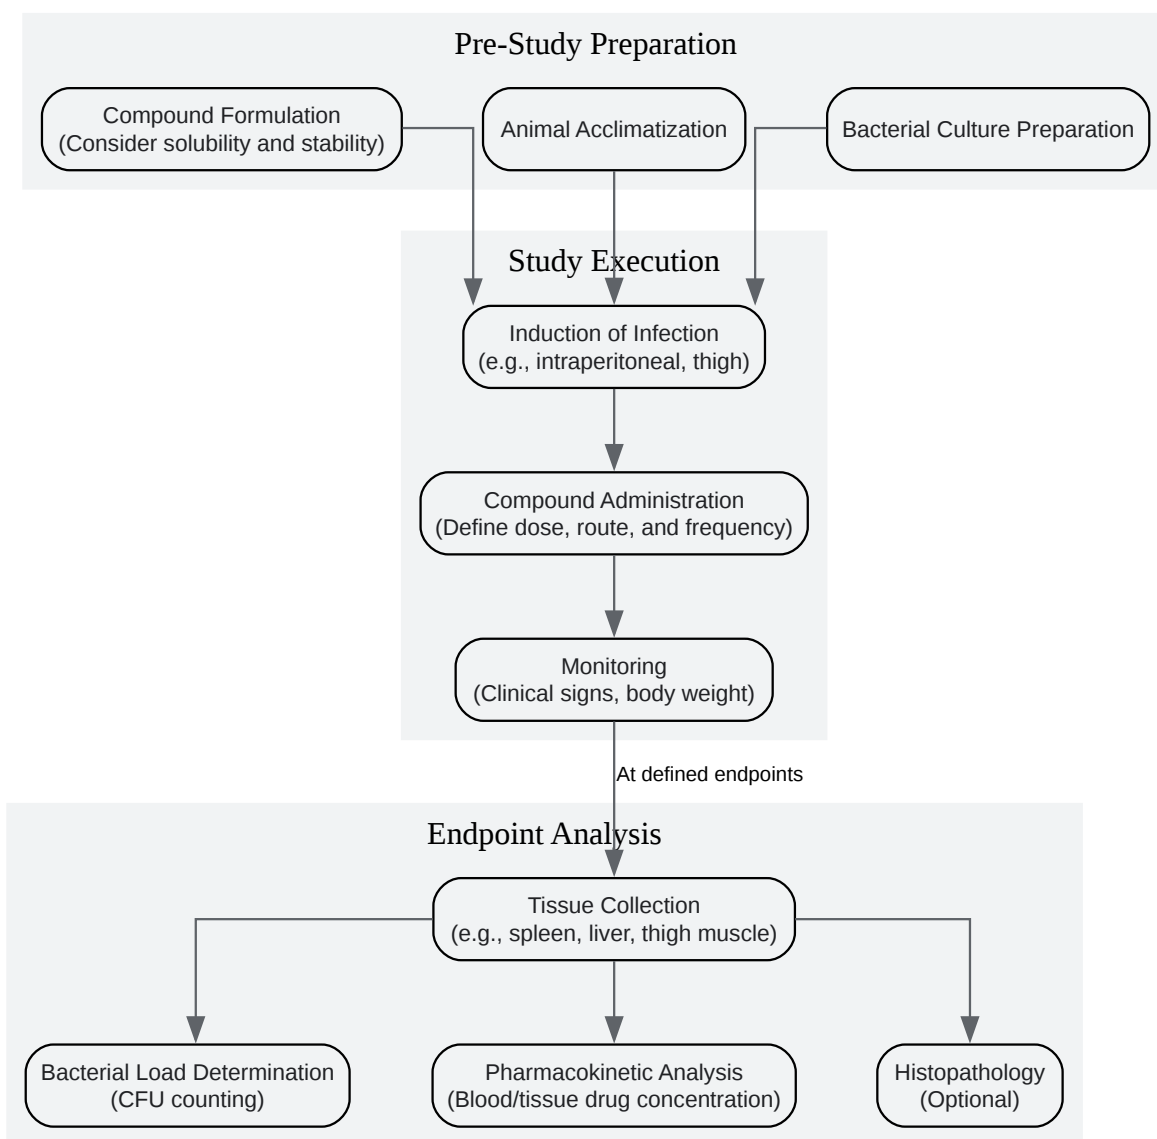 Pre-Study Preparation
Compound Formulation
(Consider solubility and stability)
Animal Acclimatization
Bacterial Culture Preparation
Study Execution
Induction of Infection
(e.g., intraperitoneal, thigh)
Compound Administration
(Define dose, route, and frequency)
Monitoring
(Clinical signs, body weight)
At defined endpoints
Endpoint Analysis
Tissue Collection
(e.g., spleen, liver, thigh muscle)
Bacterial Load Determination
(CFU counting)
Pharmacokinetic Analysis
(Blood/tissue drug concentration)
Histopathology
(Optional)